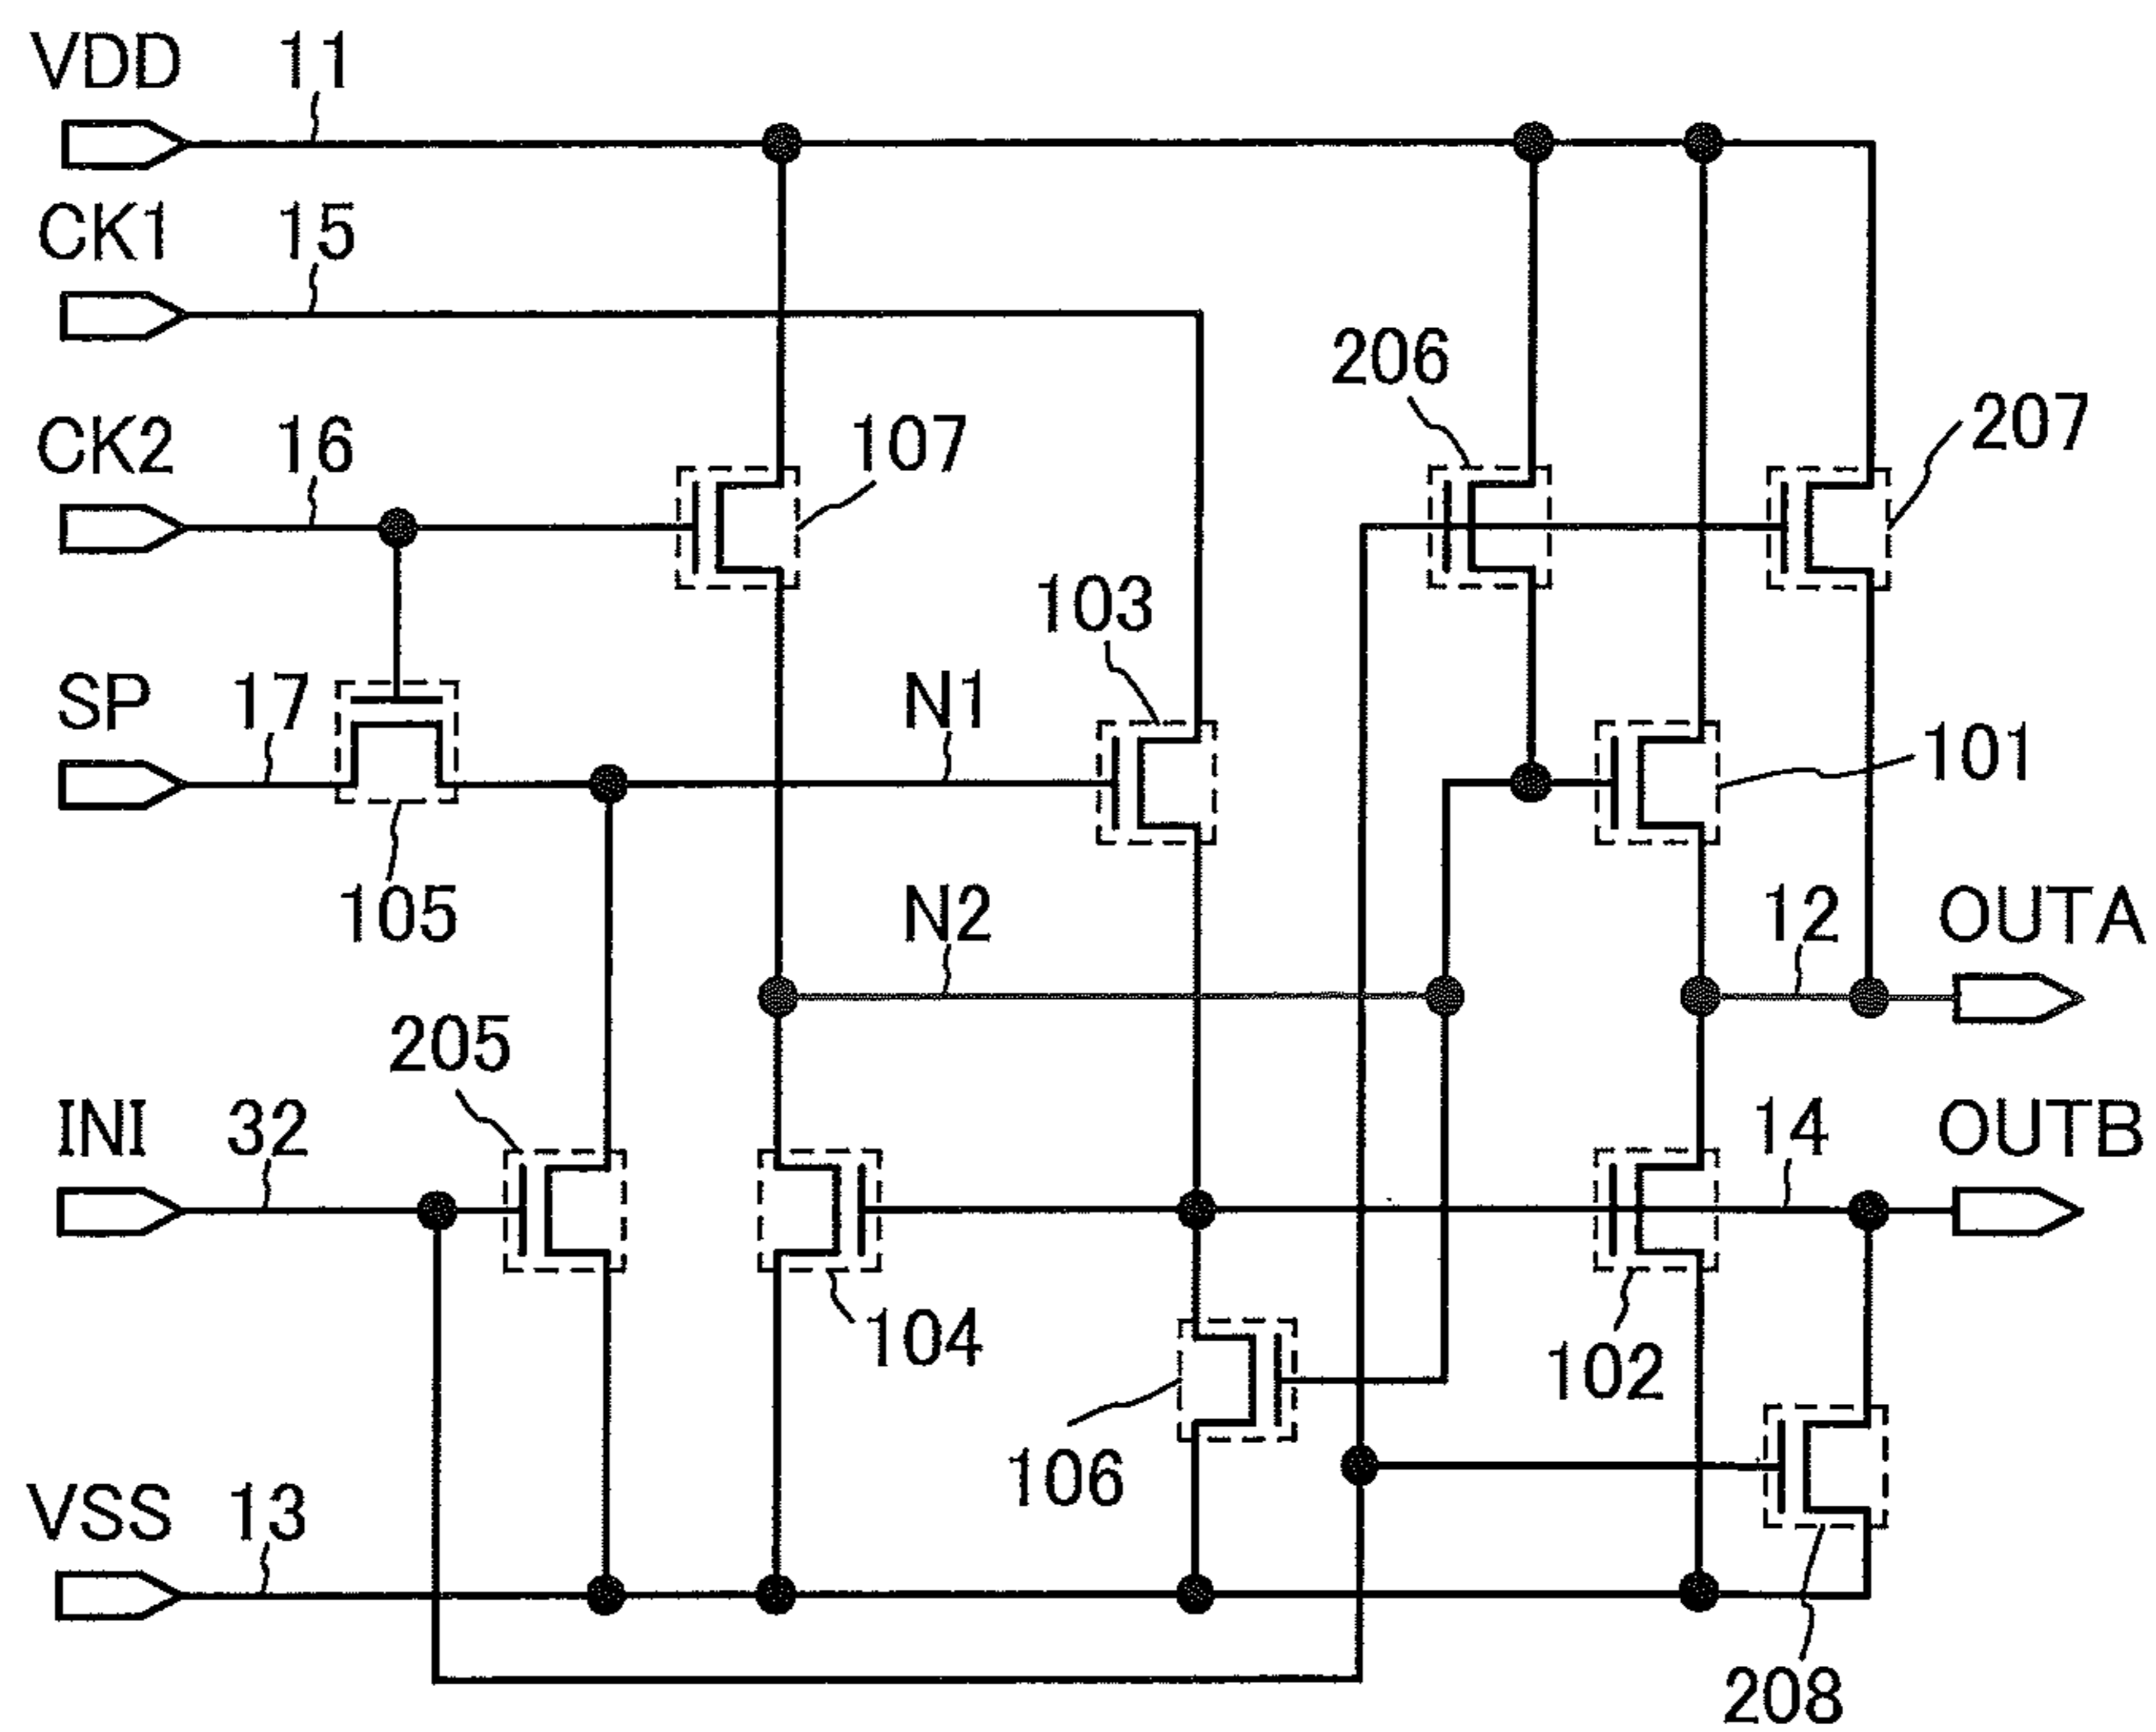 VDD 11
CK1 15
206
CK2 16 107 207
103
SP 17 N1 101
105 N2 12 OUTA
205
INI 32 14 OUTB
104 102
106
VSS 13
208